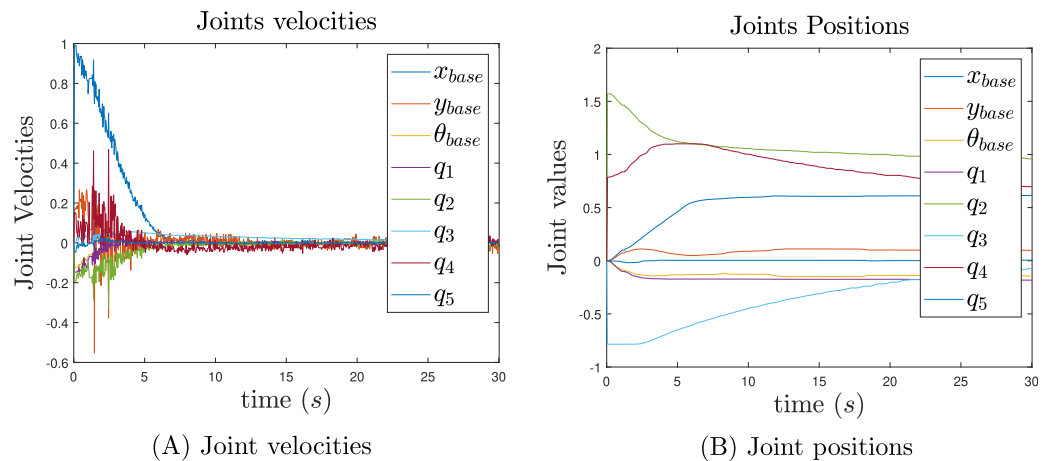 Joints velocities
Joint Velocities
1
0.8
0.6
0.4
0.2
0
-0.2
-0.4
-0.6
0 5 10 15 20 25 30
time (s)
x_base
y_base
θ_base
q_1
q_2
q_3
q_4
q_5
(A) Joint velocities
Joints Positions
Joint values
2
1.5
1
0.5
0
-0.5
-1
0 5 10 15 20 25 30
time (s)
x_base
y_base
θ_base
q_1
q_2
q_3
q_4
q_5
(B) Joint positions